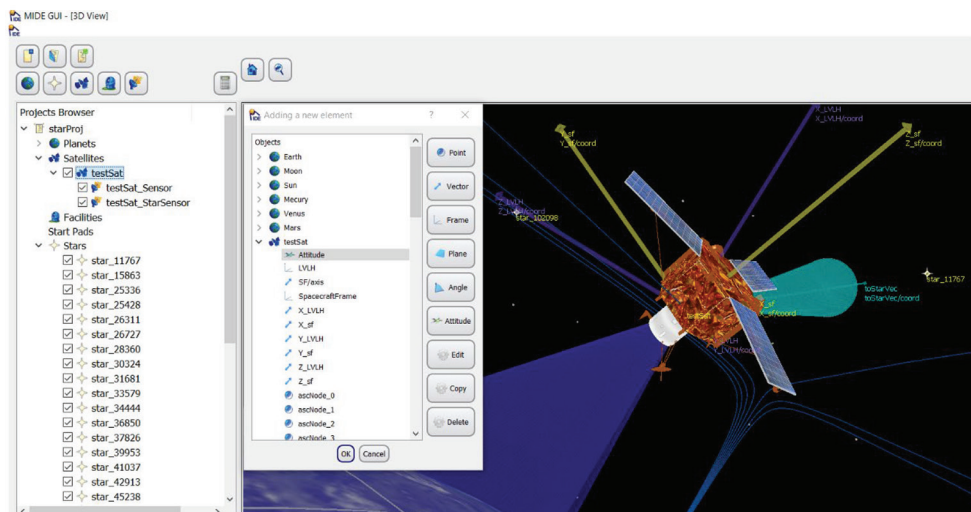 MIDE GUI - [3D View]
Projects Browser
starProj
Planets
Satellites
testSat
testSat_Sensor
testSat_StarSensor
Facilities
Start Pads
Stars
star_11767
star_15863
star_25336
star_25428
star_26311
star_26727
star_28360
star_30324
star_31681
star_33579
star_34444
star_36850
star_37826
star_39953
star_41037
star_42913
star_45238
Adding a new element
?
Objects
Earth
Moon
Sun
Mecury
Venus
Mars
testSat
Attitude
LVLH
SF/axis
SpacecraftFrame
X_LVLH
X_sf
Y_LVLH
Y_sf
Z_LVLH
Z_sf
ascNode_0
ascNode_1
ascNode_2
ascNode_3
Point
Vector
Frame
Plane
Angle
Attitude
Edit
Copy
Delete
OK
Cancel
X_LVLH
X_LVLH/coord
Y_sf
Y_sf/coord
Z_sf
Z_sf/coord
Z_LVLH
Z_LVLH/coord
star_102098
star_11767
toStarVec
toStarVec/coord
X_sf/coord
testSat